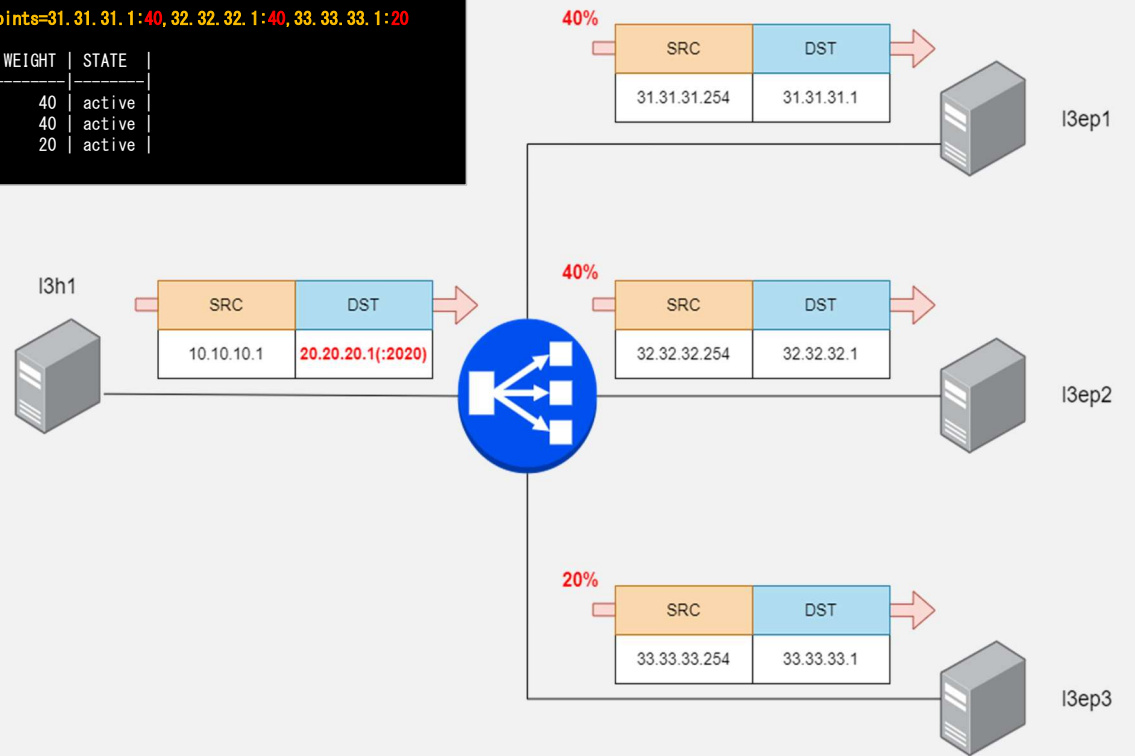 oints=31.31.31.1:40,32.32.32.1:40,33.33.33.1:20
WEIGHT | STATE |
--------|--------|
40 | active |
40 | active |
20 | active |
40%
SRC DST
31.31.31.254 31.31.31.1
l3ep1
l3h1
SRC DST
10.10.10.1 20.20.20.1(:2020)
40%
SRC DST
32.32.32.254 32.32.32.1
l3ep2
20%
SRC DST
33.33.33.254 33.33.33.1
l3ep3